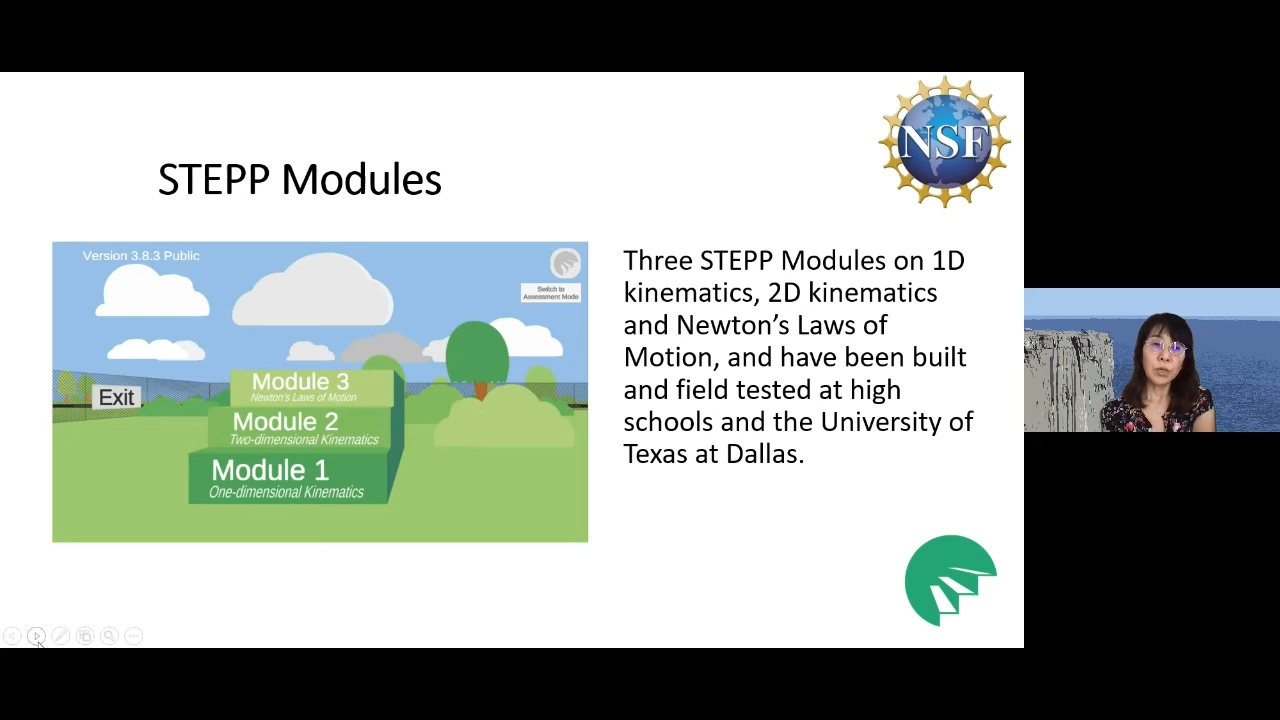 NSF
STEPP Modules
Version 3.8.3 Public
Switch to
Assessment Mode
Exit
Module 3
Newton's Laws of Motion
Module 2
Two-dimensional Kinematics
Module 1
One-dimensional Kinematics
Three STEPP Modules on 1D
kinematics, 2D kinematics
and Newton’s Laws of
Motion, and have been built
and field tested at high
schools and the University of
Texas at Dallas.